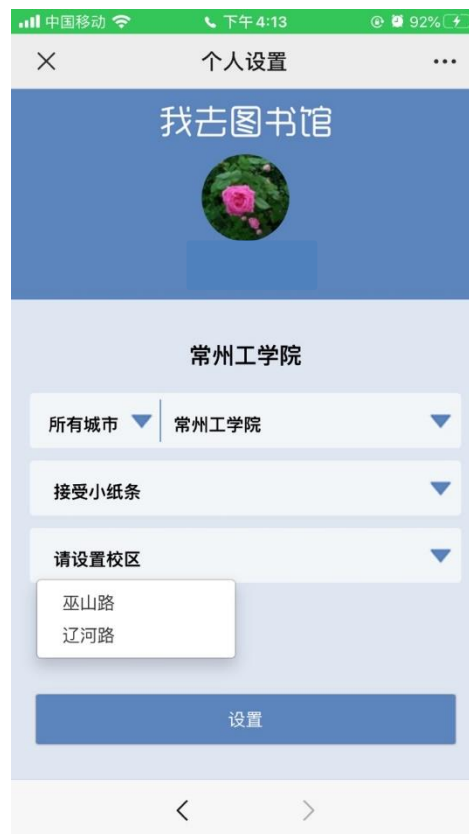 中国移动 下午4:13 92%
个人设置
我去图书馆
常州工学院
所有城市 常州工学院
接受小纸条
请设置校区
巫山路
辽河路
设置